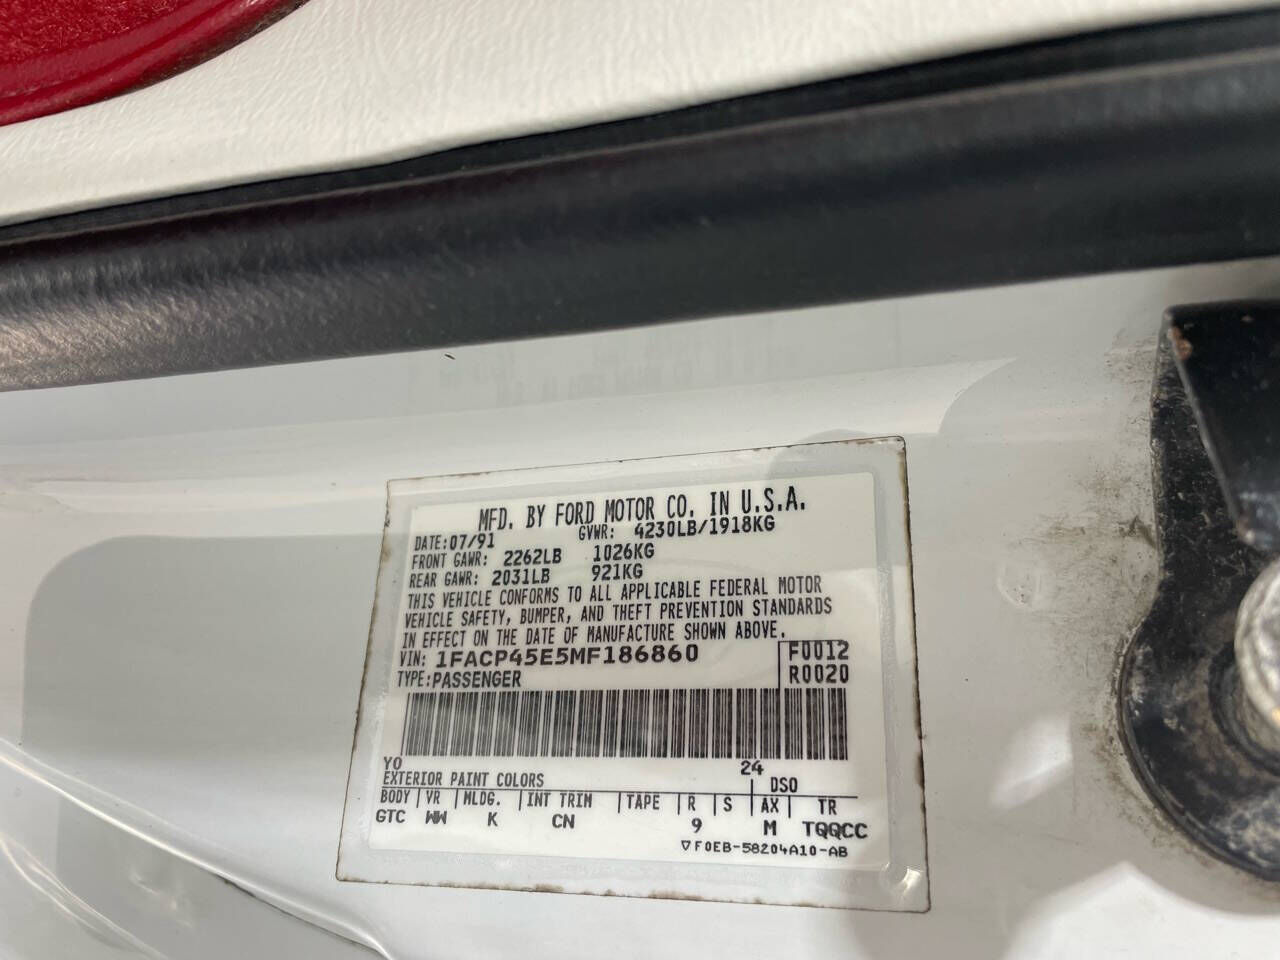 MFD. BY FORD MOTOR CO. IN U.S.A.
DATE:07/91 GVWR: 4230LB/1918KG
FRONT GAWR: 2262LB 1026KG
REAR GAWR: 2031LB 921KG
THIS VEHICLE CONFORMS TO ALL APPLICABLE FEDERAL MOTOR
VEHICLE SAFETY, BUMPER, AND THEFT PREVENTION STANDARDS
IN EFFECT ON THE DATE OF MANUFACTURE SHOWN ABOVE.
VIN: 1FACP45E5MF186860 F0012
TYPE:PASSENGER R0020
YO 24
EXTERIOR PAINT COLORS DSO
BODY VR MLDG. INT TRIM TAPE R S AX TR
GTC WW K CN 9 M TQQCC
▽F0EB-58204A10-AB